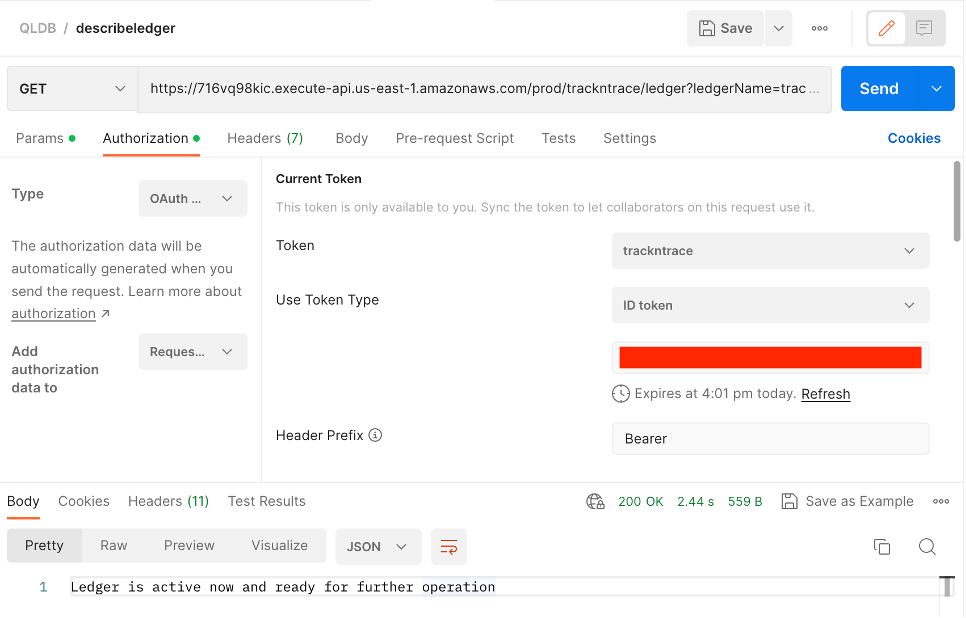 QLDB / describeledger
Save
GET
https://716vq98kic.execute-api.us-east-1.amazonaws.com/prod/trackntrace/ledger?ledgerName=trac ...
Send
Params Authorization Headers (7) Body Pre-request Script Tests Settings Cookies
Type
OAuth ...
The authorization data will be
automatically generated when you
send the request. Learn more about
authorization ↗
Add
authorization
data to
Reques...
Current Token
This token is only available to you. Sync the token to let collaborators on this request use it.
Token
trackntrace
Use Token Type
ID token
Expires at 4:01 pm today. Refresh
Header Prefix
Bearer
Body Cookies Headers (11) Test Results
200 OK 2.44 s 559 B Save as Example
Pretty Raw Preview Visualize JSON
1 Ledger is active now and ready for further operation